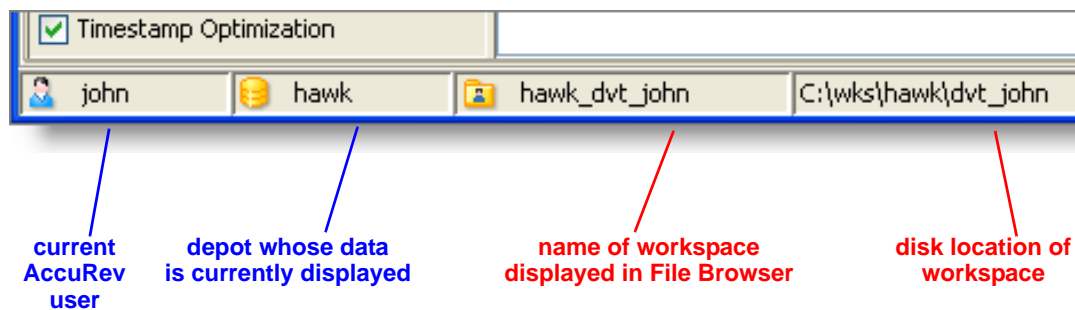 Timestamp Optimization
john hawk hawk_dvt_john C:\wks\hawk\dvt_john
current
AccuRev
user
depot whose data
is currently displayed
name of workspace
displayed in File Browser
disk location of
workspace